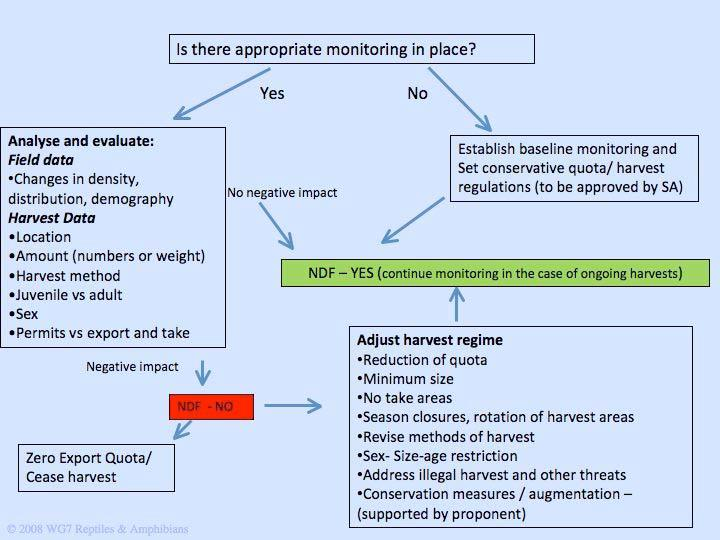 Is there appropriate monitoring in place?
Yes
No
Analyse and evaluate:
Field data
•Changes in density,
distribution, demography
Harvest Data
•Location
•Amount (numbers or weight)
•Harvest method
•Juvenile vs adult
•Sex
•Permits vs export and take
No negative impact
Establish baseline monitoring and
Set conservative quota/ harvest
regulations (to be approved by SA)
NDF – YES (continue monitoring in the case of ongoing harvests)
Negative impact
NDF - NO
Adjust harvest regime
•Reduction of quota
•Minimum size
•No take areas
•Season closures, rotation of harvest areas
•Revise methods of harvest
•Sex- Size-age restriction
•Address illegal harvest and other threats
•Conservation measures / augmentation –
(supported by proponent)
Zero Export Quota/
Cease harvest
© 2008 WG7 Reptiles & Amphibians